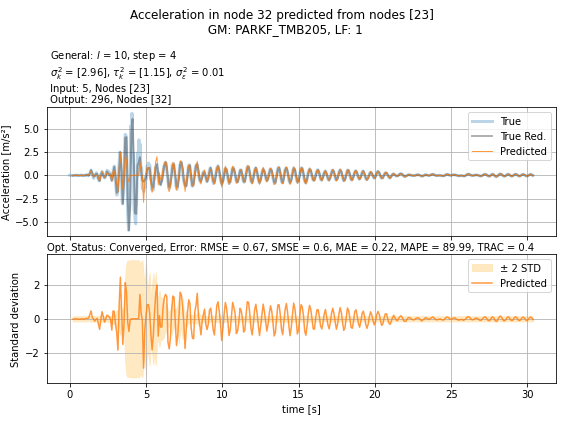 Acceleration in node 32 predicted from nodes [23]
GM: PARKF_TMB205, LF: 1
General: l = 10, step = 4
σ²ₖ = [2.96], τ²ₖ = [1.15], σ²ε = 0.01
Input: 5, Nodes [23]
Output: 296, Nodes [32]
Acceleration [m/s²]
5.0
2.5
0.0
−2.5
−5.0
True
True Red.
Predicted
Opt. Status: Converged, Error: RMSE = 0.67, SMSE = 0.6, MAE = 0.22, MAPE = 89.99, TRAC = 0.4
Standard deviation
2
0
−2
± 2 STD
Predicted
0 5 10 15 20 25 30
time [s]